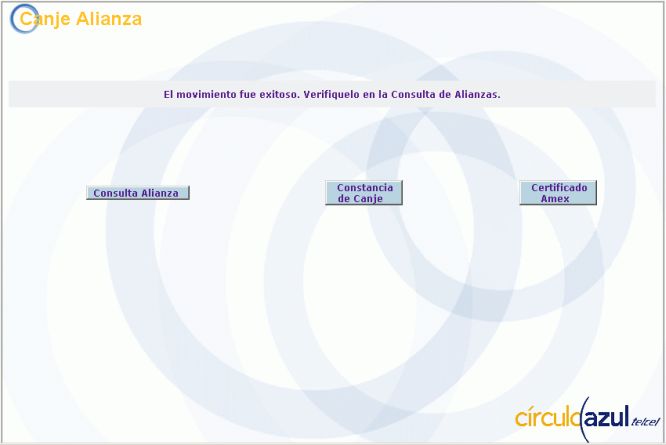 Canje Alianza
El movimiento fue exitoso. Verifiquelo en la Consulta de Alianzas.
Consulta Alianza
Constancia
de Canje
Certificado
Amex
círculoazul telcel